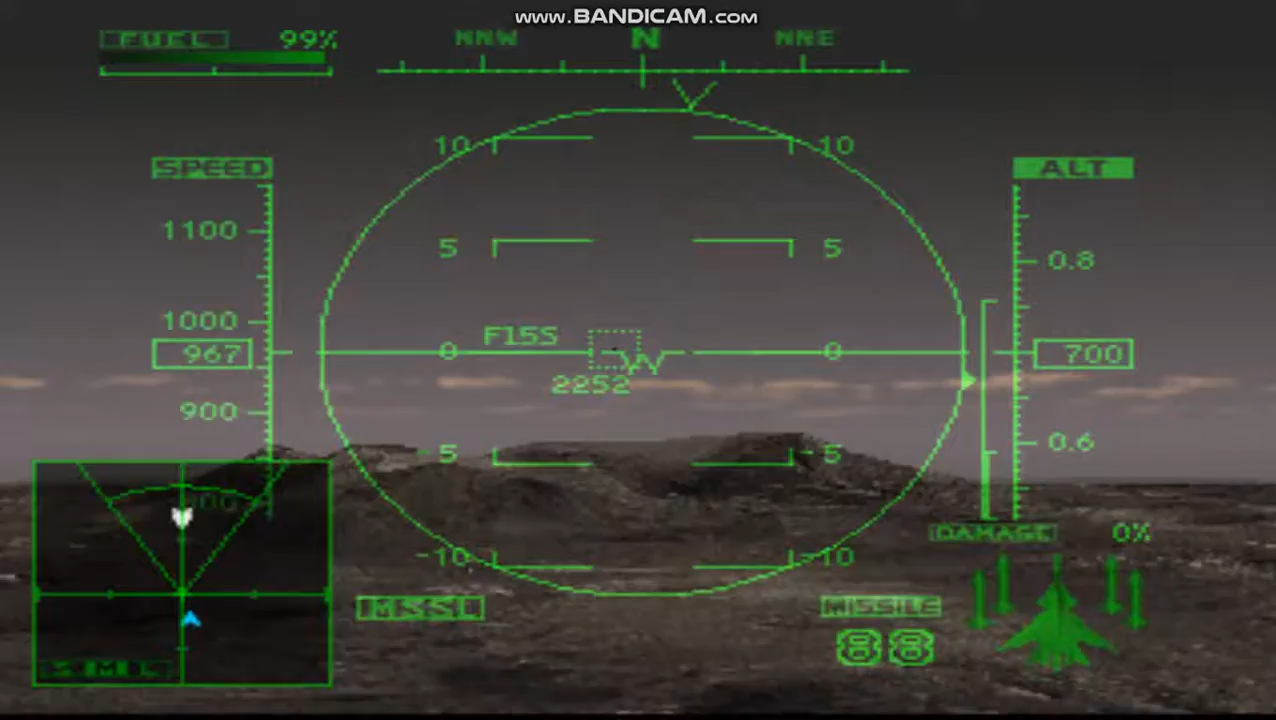 www.BANDICAM.com
FUEL 99%
NNW N NNE
SPEED ALT
10 10
1100
5 5
0.8
1000
F15S
967 0 0 700
2252
900
-5 -5
0.6
DAMAGE 0%
-10 -10
MSSL MISSILE
88